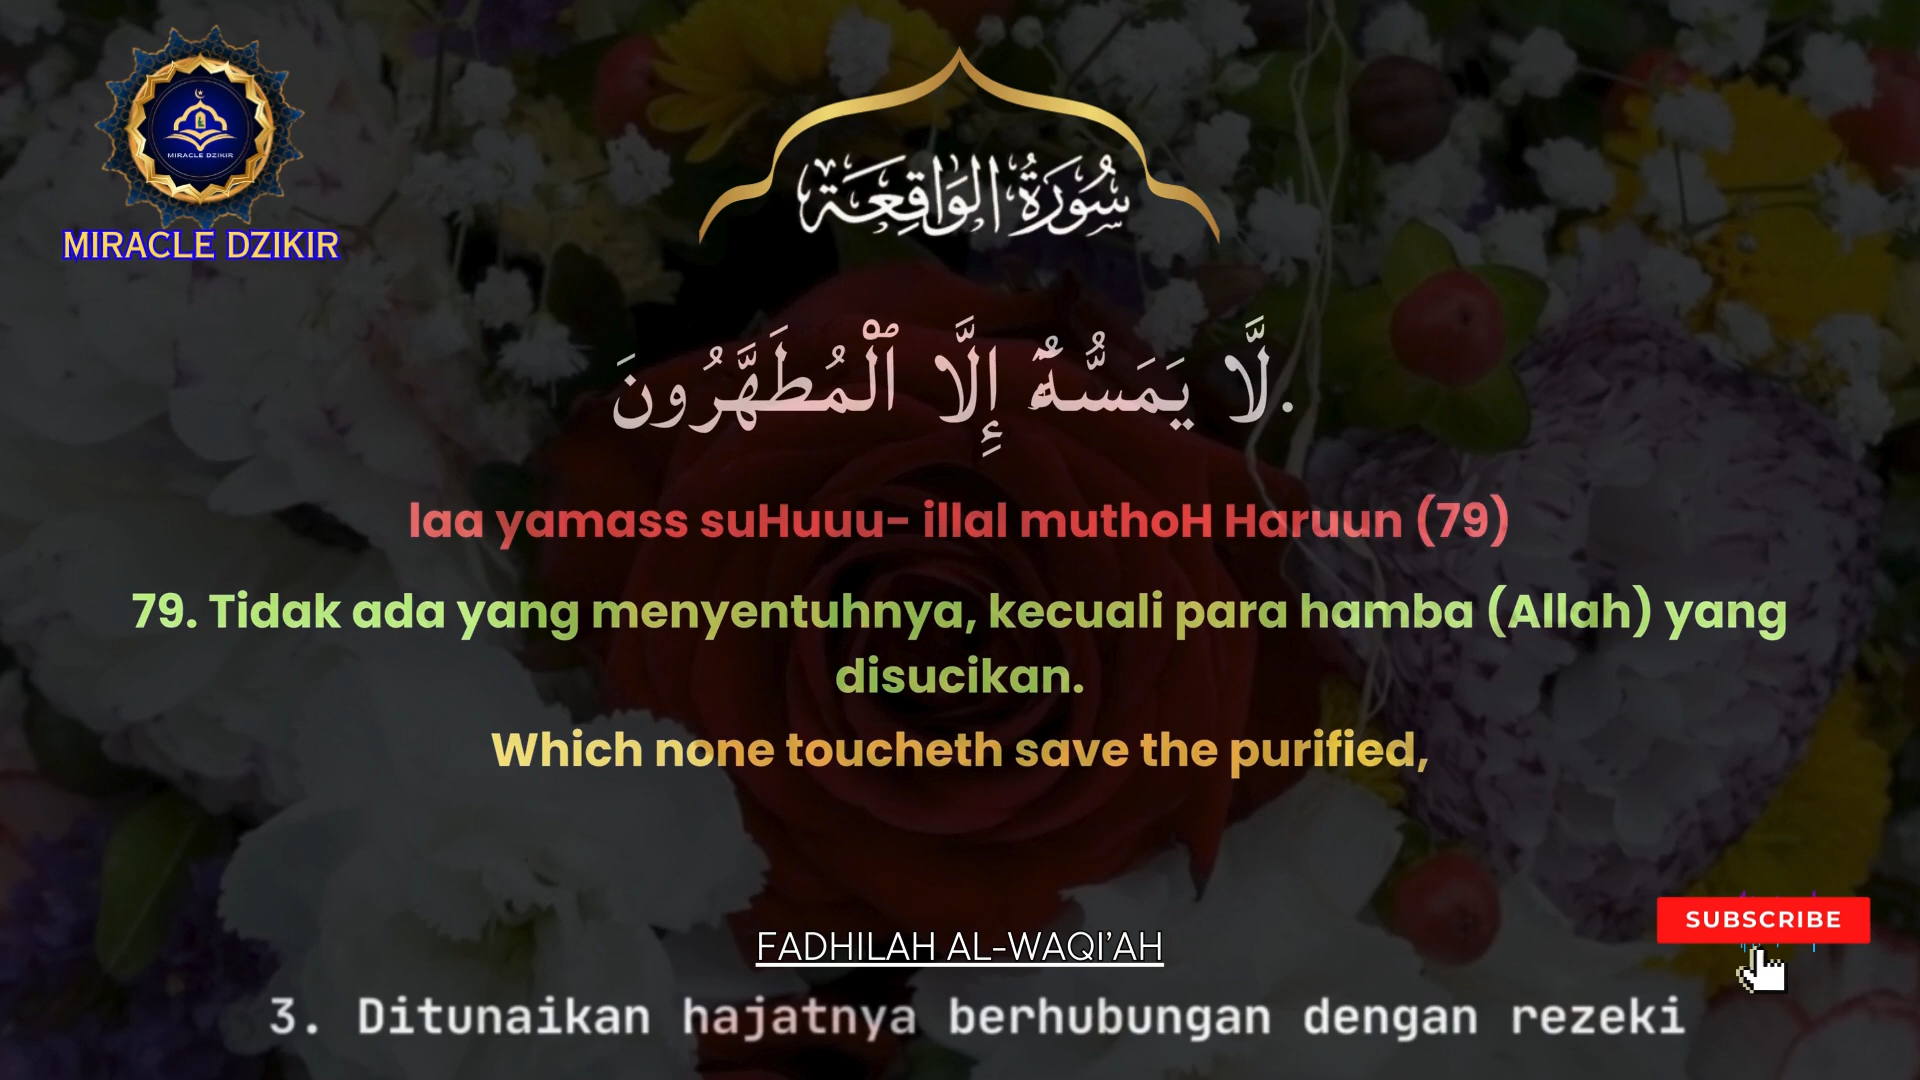 MIRACLE DZIKIR
MIRACLE DZIKIR
سُورَةُ الوَاقِعَة
لَّا يَمَسُّهُۥٓ إِلَّا ٱلْمُطَهَّرُونَ.
laa yamass suHuuu- illal muthoH Haruun (79)
79. Tidak ada yang menyentuhnya, kecuali para hamba (Allah) yang
disucikan.
Which none toucheth save the purified,
SUBSCRIBE
FADHILAH AL-WAQI'AH
3. Ditunaikan hajatnya berhubungan dengan rezeki